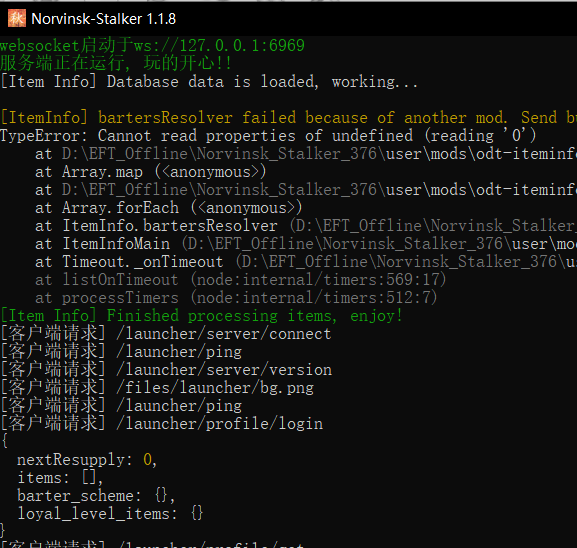 秋
Norvinsk-Stalker 1.1.8
websocket启动于ws://127.0.0.1:6969
服务端正在运行, 玩的开心!!
[Item Info] Database data is loaded, working...
[ItemInfo] bartersResolver failed because of another mod. Send
TypeError: Cannot read properties of undefined (reading '0')
at D:\EFT_Offline\Norvinsk_Stalker_376\user\mods\odt-iteminfo
at Array.map (<anonymous>)
at D:\EFT_Offline\Norvinsk_Stalker_376\user\mods\odt-iteminfo
at Array.forEach (<anonymous>)
at ItemInfo.bartersResolver (D:\EFT_Offline\Norvinsk_Stalker_
at ItemInfoMain (D:\EFT_Offline\Norvinsk_Stalker_376\user\mo
at Timeout._onTimeout (D:\EFT_Offline\Norvinsk_Stalker_376\us
at listOnTimeout (node:internal/timers:569:17)
at processTimers (node:internal/timers:512:7)
[Item Info] Finished processing items, enjoy!
[客户端请求] /launcher/server/connect
[客户端请求] /launcher/ping
[客户端请求] /launcher/server/version
[客户端请求] /files/launcher/bg.png
[客户端请求] /launcher/ping
[客户端请求] /launcher/profile/login
{
nextResupply: 0,
items: [],
barter_scheme: {},
loyal_level_items: {}
}
[客户端请求] /launcher/profile/get